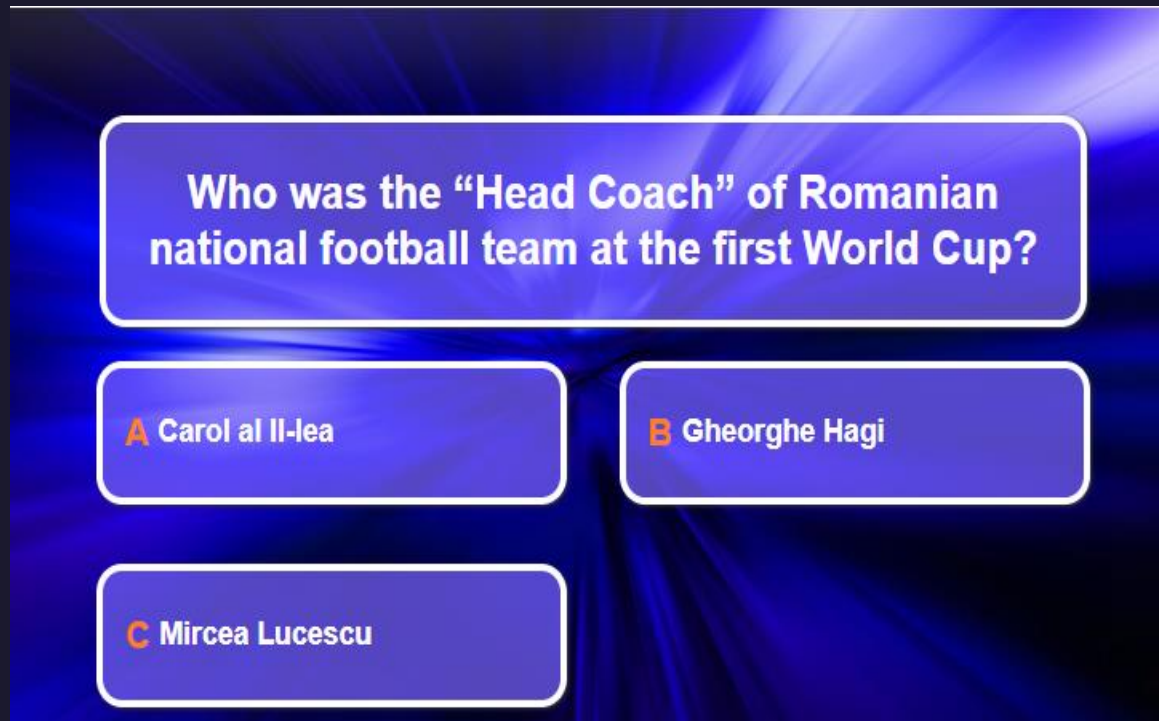 Who was the “Head Coach” of Romanian
national football team at the first World Cup?
A Carol al II-lea
B Gheorghe Hagi
C Mircea Lucescu